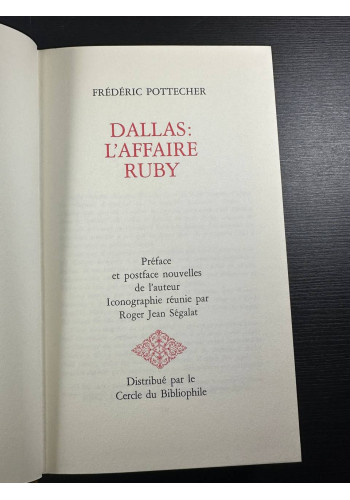 FRÉDÉRIC POTTECHER
DALLAS:
L'AFFAIRE
RUBY
Préface
et postface nouvelles
de l'auteur
Iconographie réunie par
Roger Jean Ségalat
Distribué par le
Cercle du Bibliophile